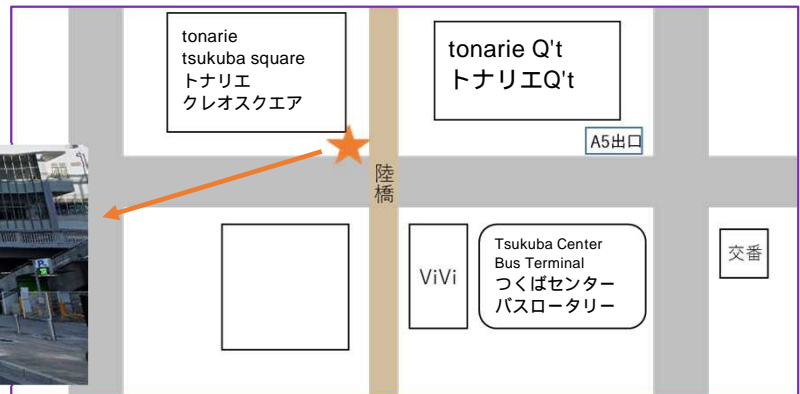 tonarie
tsukuba square
トナリエ
クレオスクエア
tonarie Q't
トナリエQ't
A5出口
陸橋
ViVi
Tsukuba Center
Bus Terminal
つくばセンター
バスロータリー
交番